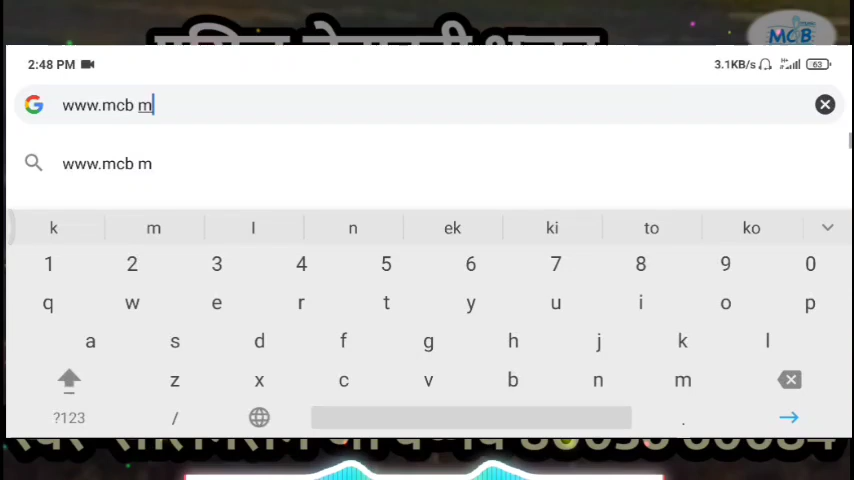 MCB
2:48 PM 3.1KB/s 63
www.mcb m
www.mcb m
k m l n ek ki to ko
1 2 3 4 5 6 7 8 9 0
q w e r t y u i o p
a s d f g h j k l
z x c v b n m
?123 / .